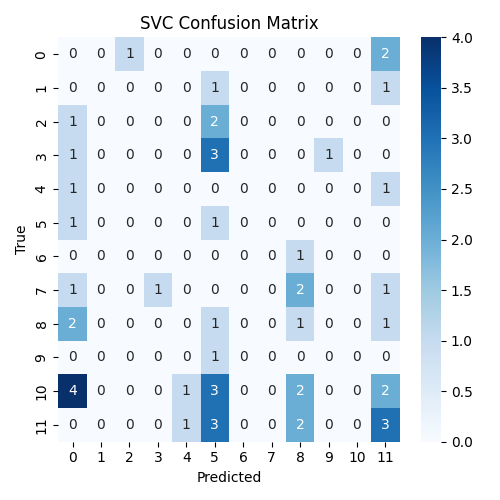 SVC Confusion Matrix
0 0 0 1 0 0 0 0 0 0 0 0 2
1 0 0 0 0 0 1 0 0 0 0 0 1
2 1 0 0 0 0 2 0 0 0 0 0 0
3 1 0 0 0 0 3 0 0 0 1 0 0
4 1 0 0 0 0 0 0 0 0 0 0 1
5 1 0 0 0 0 1 0 0 0 0 0 0
6 0 0 0 0 0 0 0 0 1 0 0 0
7 1 0 0 1 0 0 0 0 2 0 0 1
8 2 0 0 0 0 1 0 0 1 0 0 1
9 0 0 0 0 0 1 0 0 0 0 0 0
10 4 0 0 0 1 3 0 0 2 0 0 2
11 0 0 0 0 1 3 0 0 2 0 0 3
0 1 2 3 4 5 6 7 8 9 10 11
Predicted
True
4.0
3.5
3.0
2.5
2.0
1.5
1.0
0.5
0.0